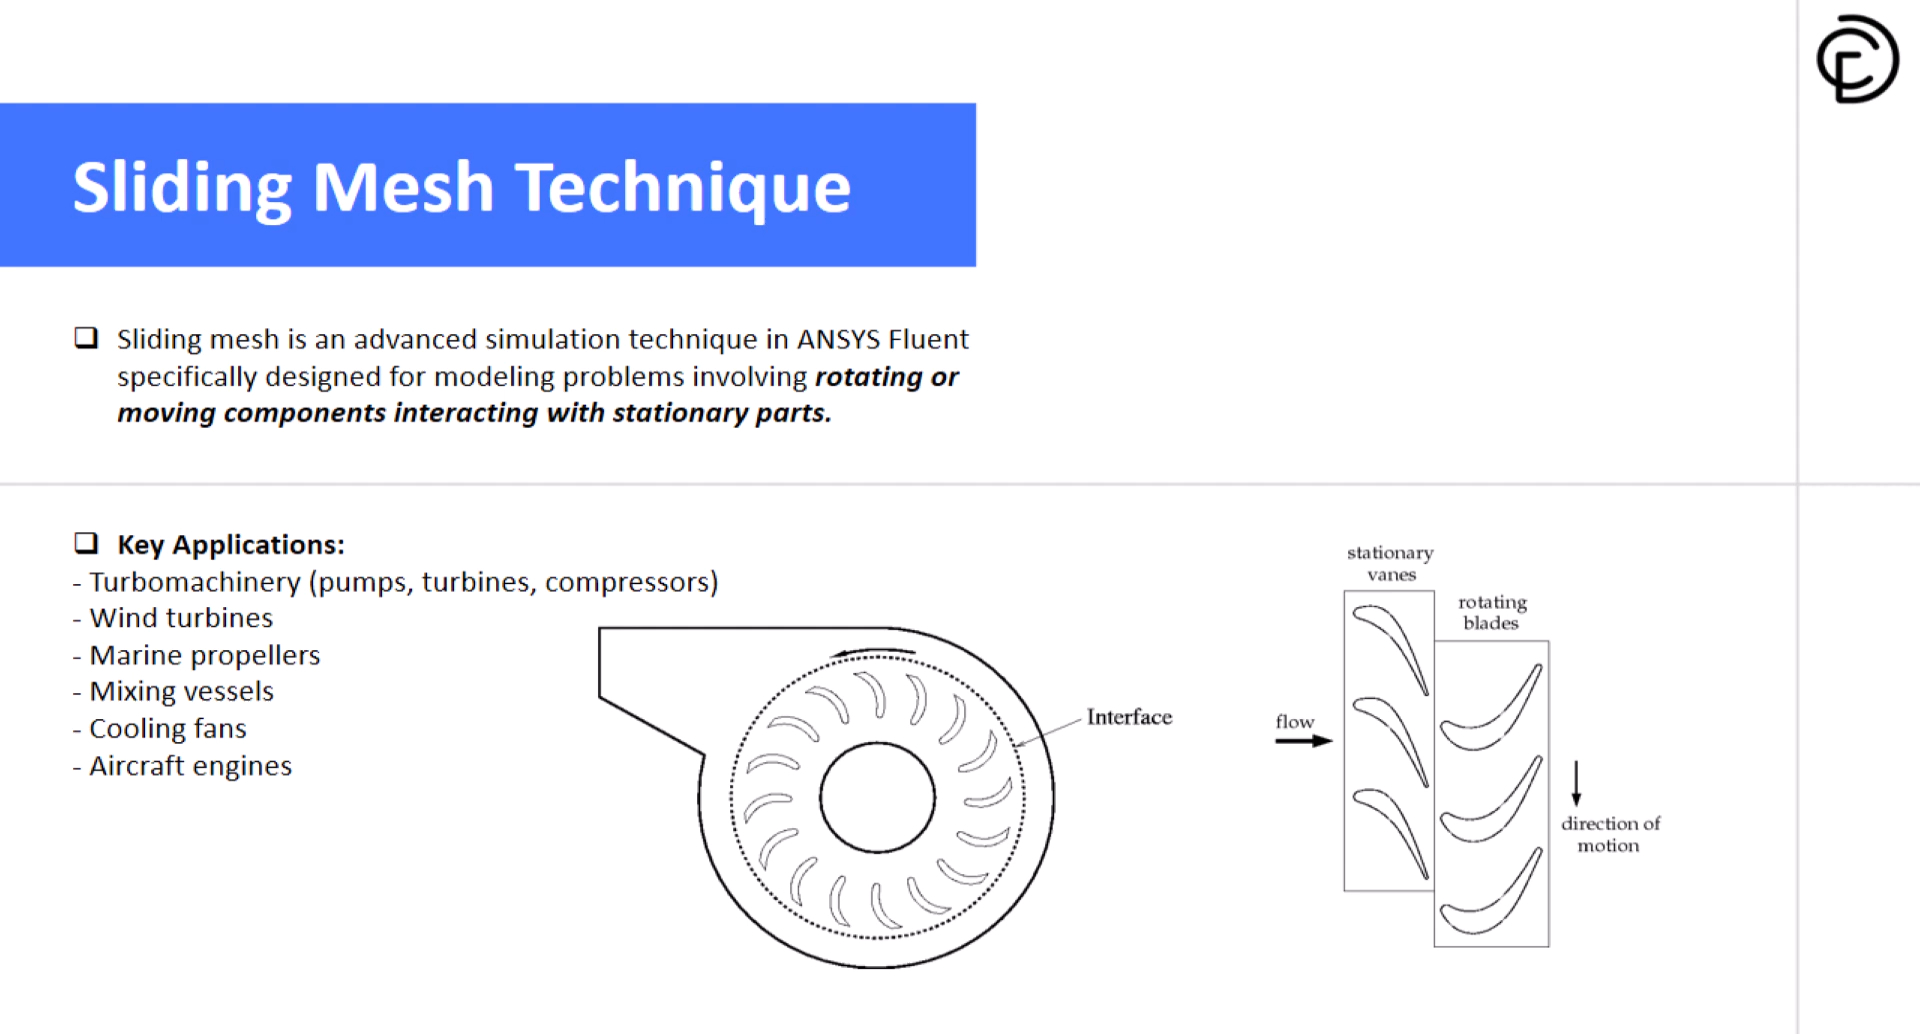 Sliding Mesh Technique
Sliding mesh is an advanced simulation technique in ANSYS Fluent
specifically designed for modeling problems involving rotating or
moving components interacting with stationary parts.
Key Applications:
- Turbomachinery (pumps, turbines, compressors)
- Wind turbines
- Marine propellers
- Mixing vessels
- Cooling fans
- Aircraft engines
Interface
stationary
vanes
rotating
blades
flow
direction of
motion